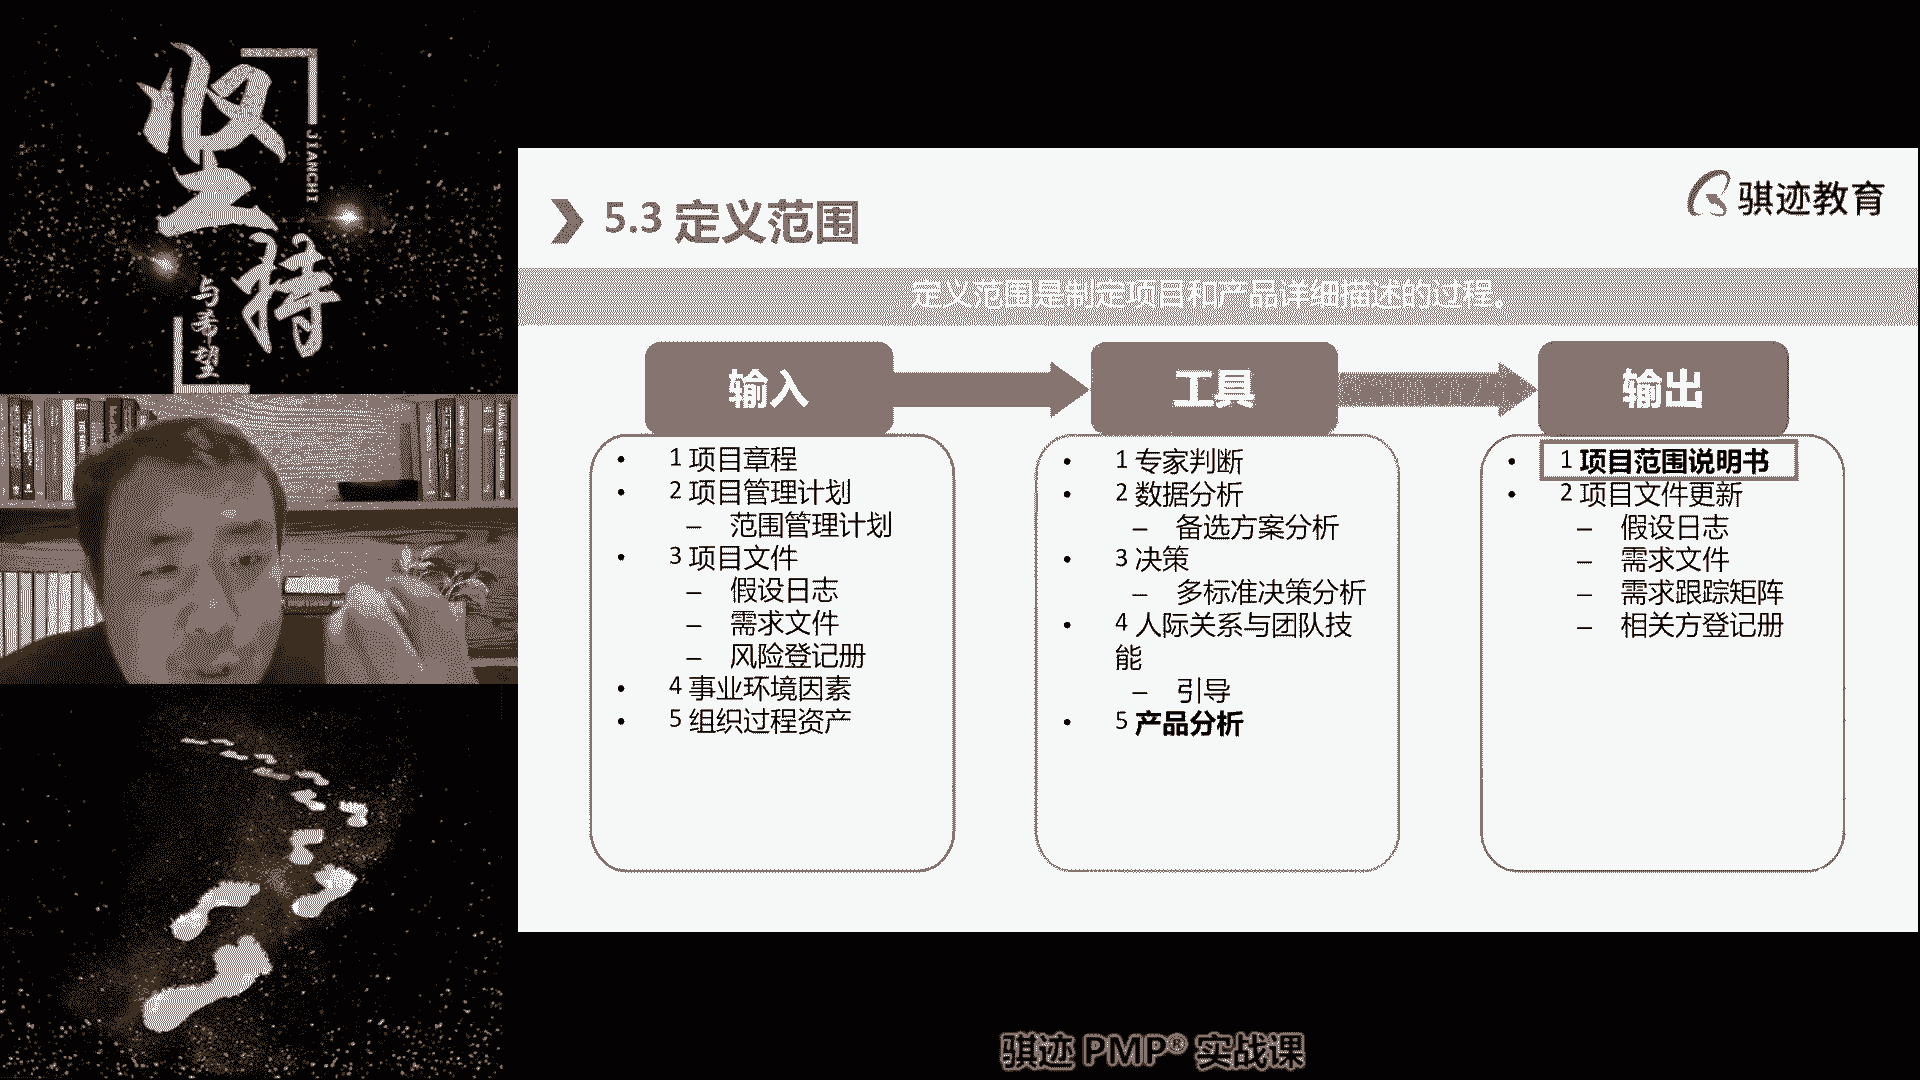 坚持
JIANCHI
与希望
5.3 定义范围
骐迹教育
定义范围是制定项目和产品详细描述的过程。
输入
• 1 项目章程
• 2 项目管理计划
– 范围管理计划
• 3 项目文件
– 假设日志
– 需求文件
– 风险登记册
• 4 事业环境因素
• 5 组织过程资产
工具
• 1 专家判断
• 2 数据分析
– 备选方案分析
• 3 决策
– 多标准决策分析
• 4 人际关系与团队技
能
– 引导
• 5 产品分析
输出
• 1 项目范围说明书
• 2 项目文件更新
– 假设日志
– 需求文件
– 需求跟踪矩阵
– 相关方登记册
骐迹 PMP® 实战课